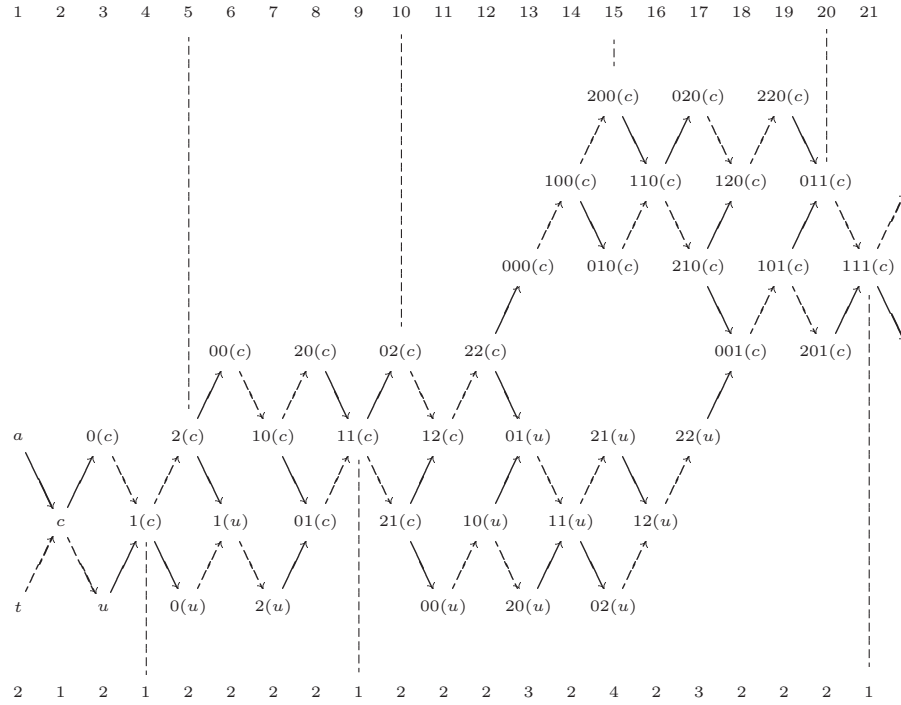 1 2 3 4 5 6 7 8 9 10 11 12 13 14 15 16 17 18 19 20 21
200(c) 020(c) 220(c)
100(c) 110(c) 120(c) 011(c)
000(c) 010(c) 210(c) 101(c) 111(c)
00(c) 20(c) 02(c) 22(c) 001(c) 201(c)
a 0(c) 2(c) 10(c) 11(c) 12(c) 01(u) 21(u) 22(u)
c 1(c) 1(u) 01(c) 21(c) 10(u) 11(u) 12(u)
t u 0(u) 2(u) 00(u) 20(u) 02(u)
2 1 2 1 2 2 2 2 1 2 2 2 3 2 4 2 3 2 2 2 1